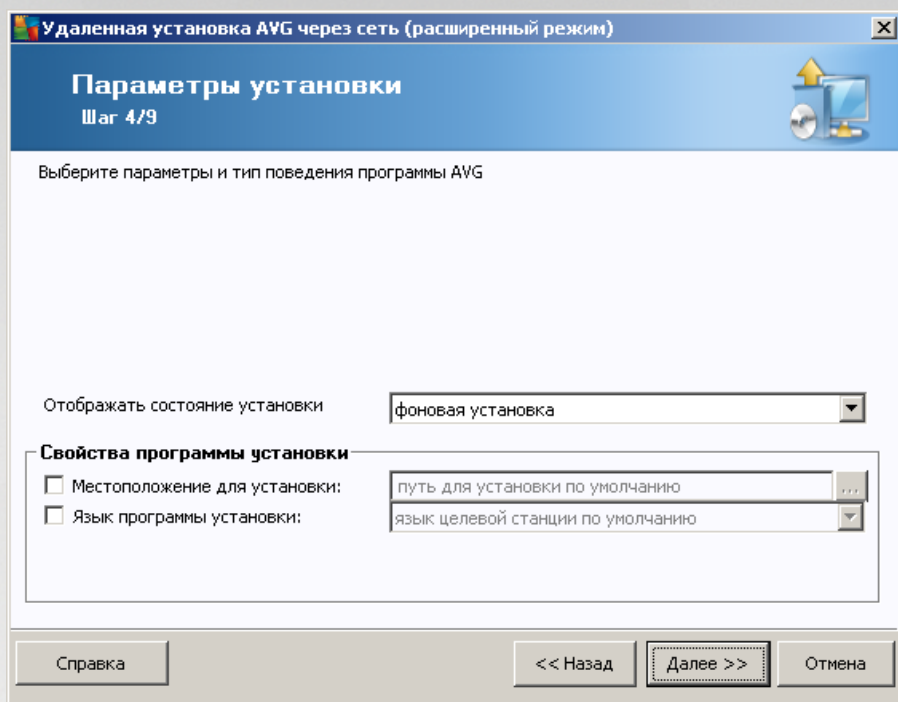 Удаленная установка AVG через сеть (расширенный режим)
Параметры установки
Шаг 4/9
Выберите параметры и тип поведения программы AVG
Отображать состояние установки
фоновая установка
Свойства программы установки
Местоположение для установки:
путь для установки по умолчанию
...
Язык программы установки:
язык целевой станции по умолчанию
Справка
<< Назад
Далее >>
Отмена